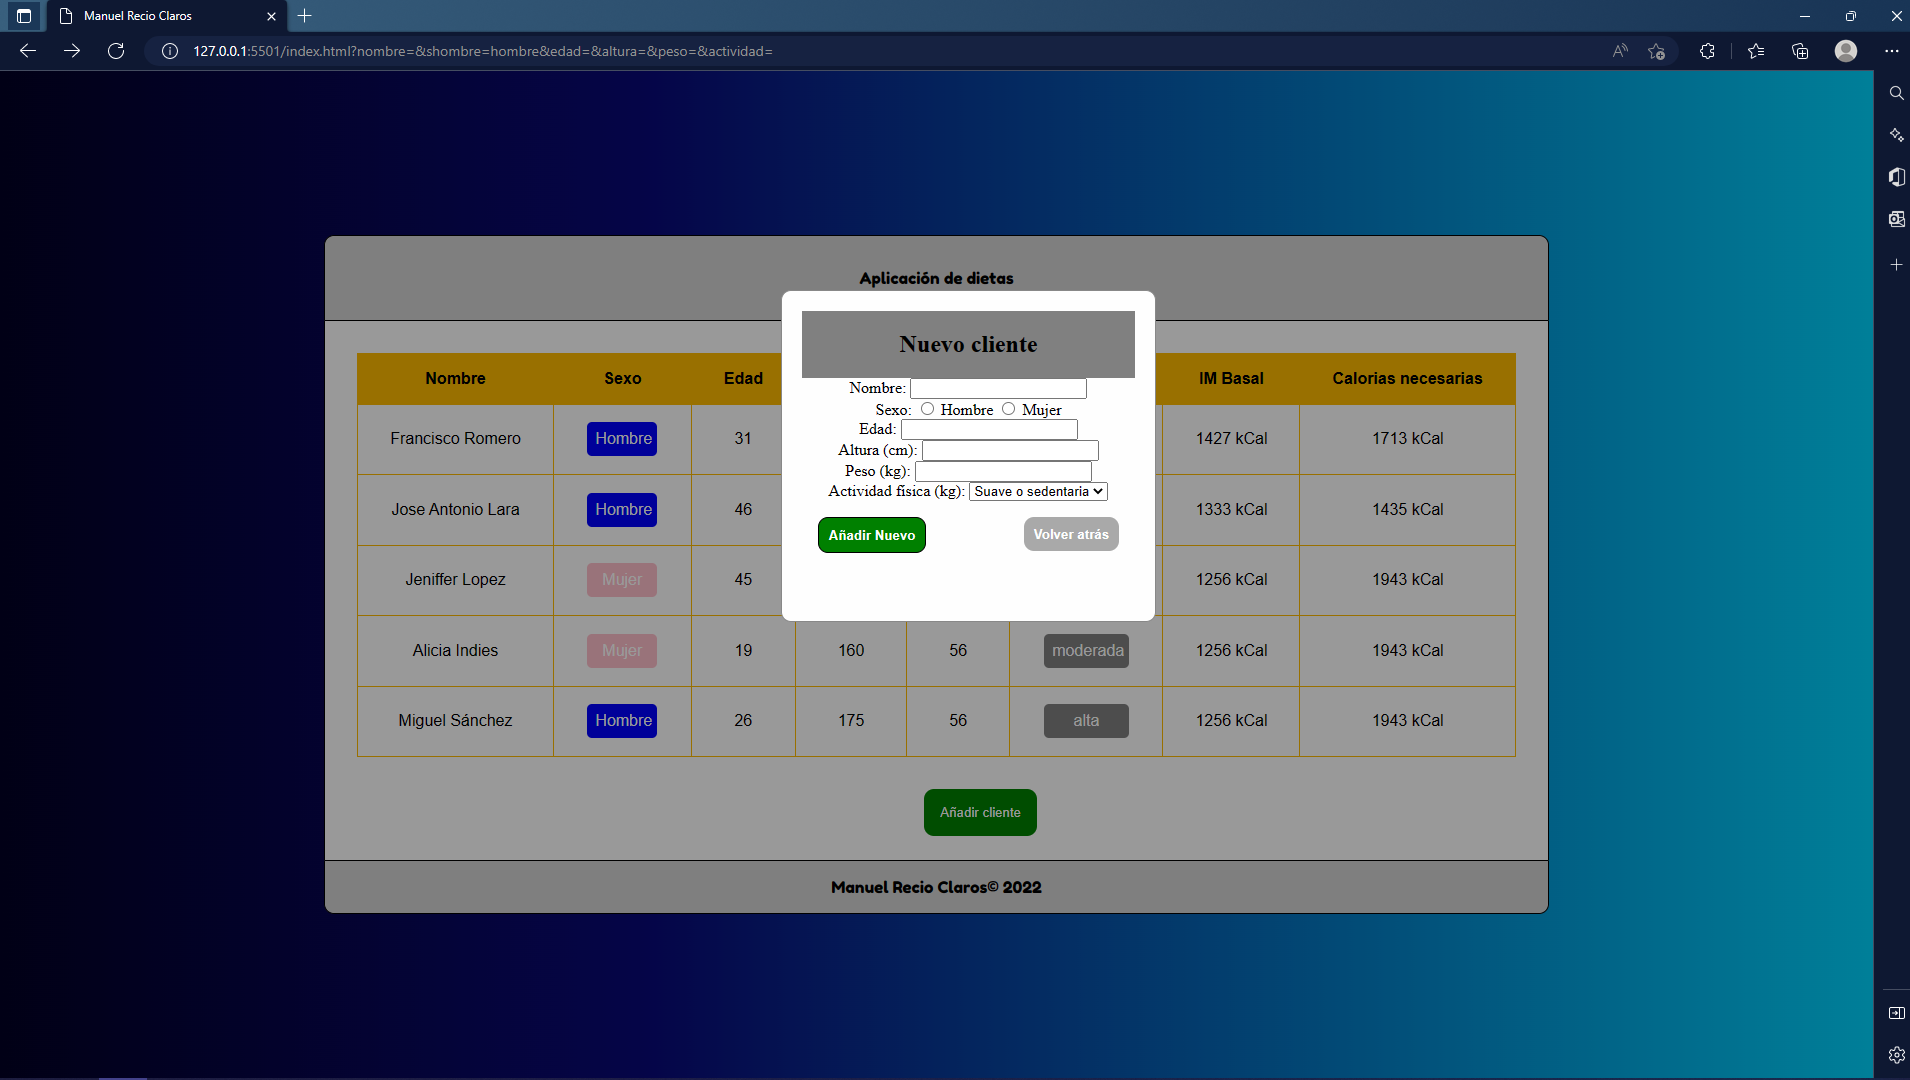 Manuel Recio Claros
127.0.0.1:5501/index.html?nombre=&shombre=hombre&edad=&altura=&peso=&actividad=
Aplicación de dietas
Nuevo cliente
Nombre:
Sexo: Hombre Mujer
Edad:
Altura (cm):
Peso (kg):
Actividad física (kg): Suave o sedentaria
Añadir Nuevo Volver atrás
Nombre Sexo Edad IM Basal Calorias necesarias
Francisco Romero Hombre 31 1427 kCal 1713 kCal
Jose Antonio Lara Hombre 46 1333 kCal 1435 kCal
Jeniffer Lopez Mujer 45 1256 kCal 1943 kCal
Alicia Indies Mujer 19 160 56 moderada 1256 kCal 1943 kCal
Miguel Sánchez Hombre 26 175 56 alta 1256 kCal 1943 kCal
Añadir cliente
Manuel Recio Claros© 2022